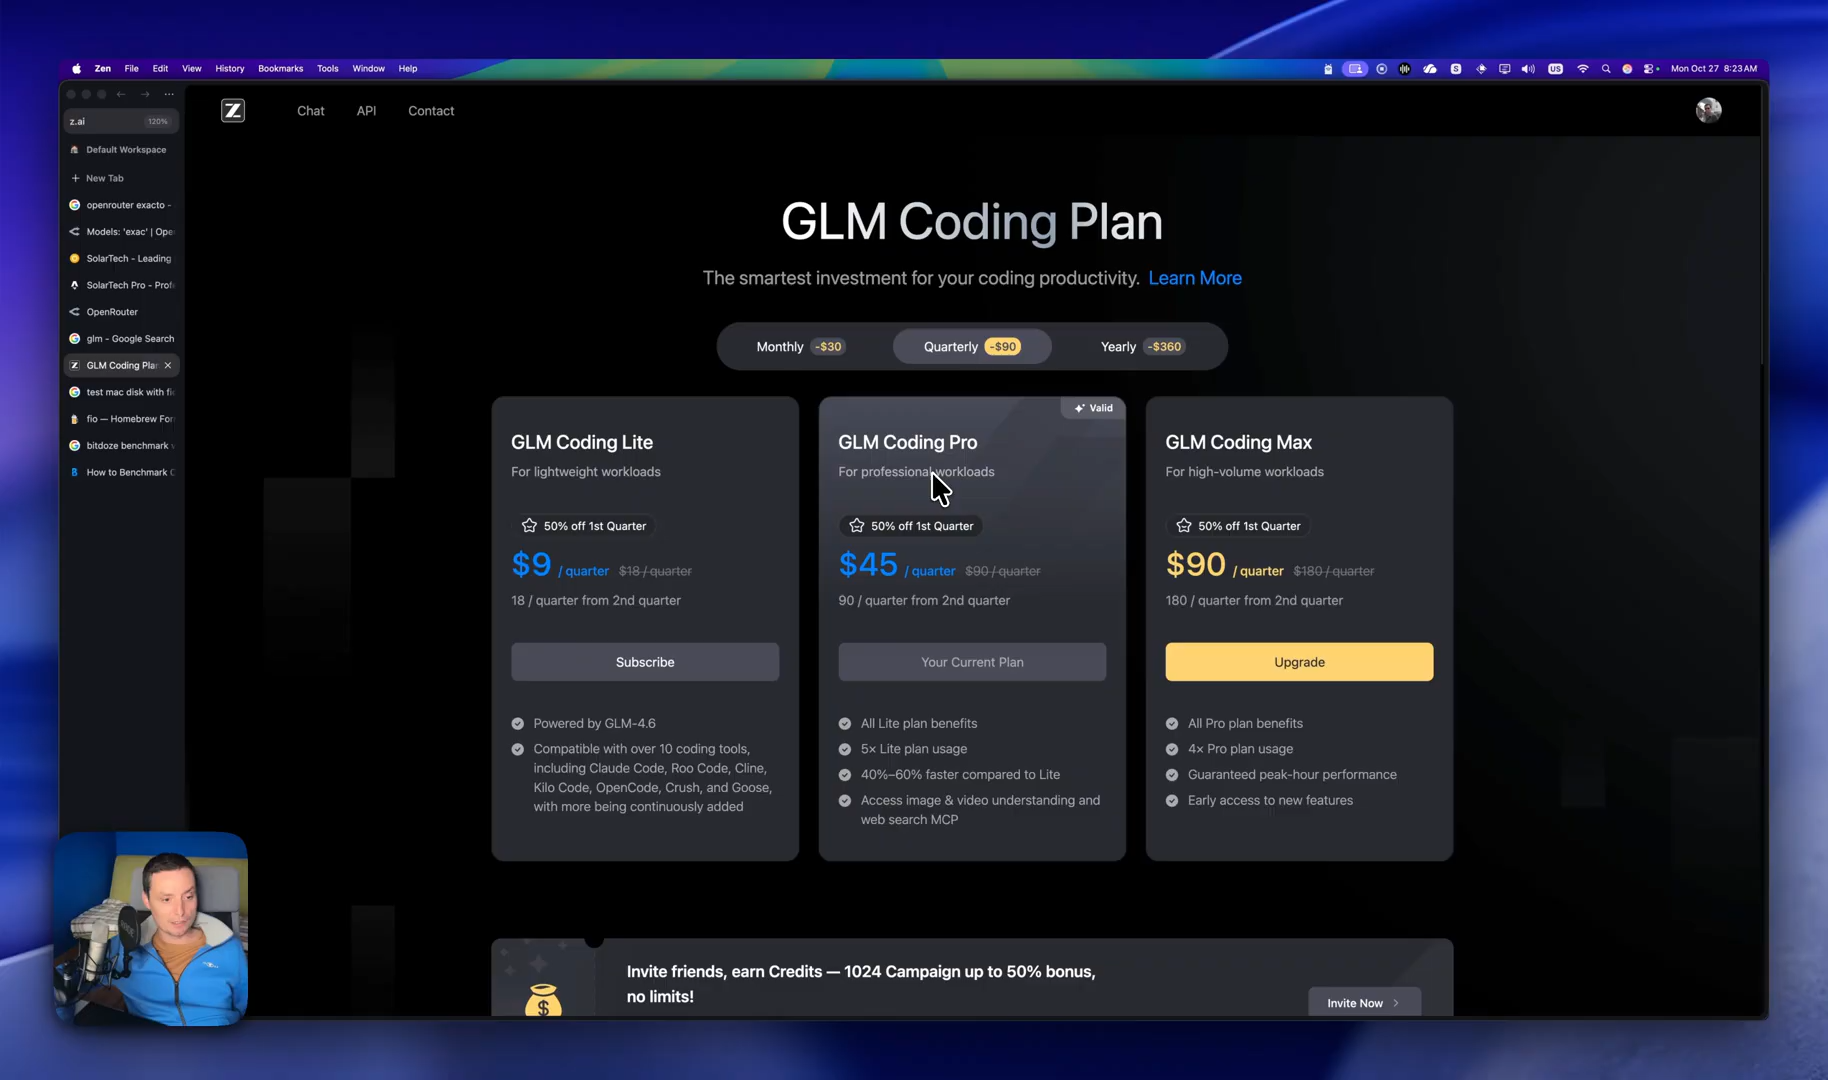 Zen File Edit View History Bookmarks Tools Window Help
S US Mon Oct 27 8:23 AM
z.ai 120%
Default Workspace
New Tab
openrouter exacto -
Models: 'exac' | Ope
SolarTech - Leading
SolarTech Pro - Prof
OpenRouter
glm - Google Search
GLM Coding Pla
test mac disk with fi
fio — Homebrew For
bitdoze benchmark
How to Benchmark
Z Chat API Contact
GLM Coding Plan
The smartest investment for your coding productivity. Learn More
Monthly -$30 Quarterly -$90 Yearly -$360
GLM Coding Lite
For lightweight workloads
50% off 1st Quarter
$9 / quarter $18 / quarter
18 / quarter from 2nd quarter
Subscribe
Powered by GLM-4.6
Compatible with over 10 coding tools,
including Claude Code, Roo Code, Cline,
Kilo Code, OpenCode, Crush, and Goose,
with more being continuously added
Valid
GLM Coding Pro
For professional workloads
50% off 1st Quarter
$45 / quarter $90 / quarter
90 / quarter from 2nd quarter
Your Current Plan
All Lite plan benefits
5× Lite plan usage
40%–60% faster compared to Lite
Access image & video understanding and
web search MCP
GLM Coding Max
For high-volume workloads
50% off 1st Quarter
$90 / quarter $180 / quarter
180 / quarter from 2nd quarter
Upgrade
All Pro plan benefits
4× Pro plan usage
Guaranteed peak-hour performance
Early access to new features
Invite friends, earn Credits — 1024 Campaign up to 50% bonus,
no limits!
Invite Now